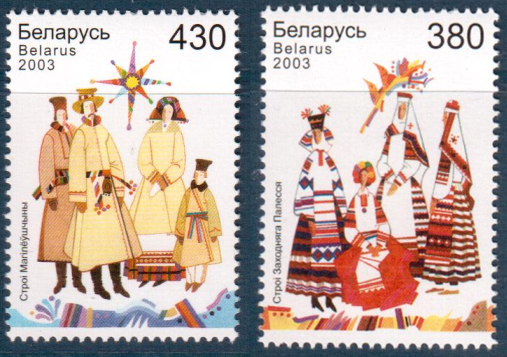 Беларусь
Belarus
2003
430
Строі Магілёўшчыны
Беларусь
Belarus
2003
380
Строі Заходняга Палесся